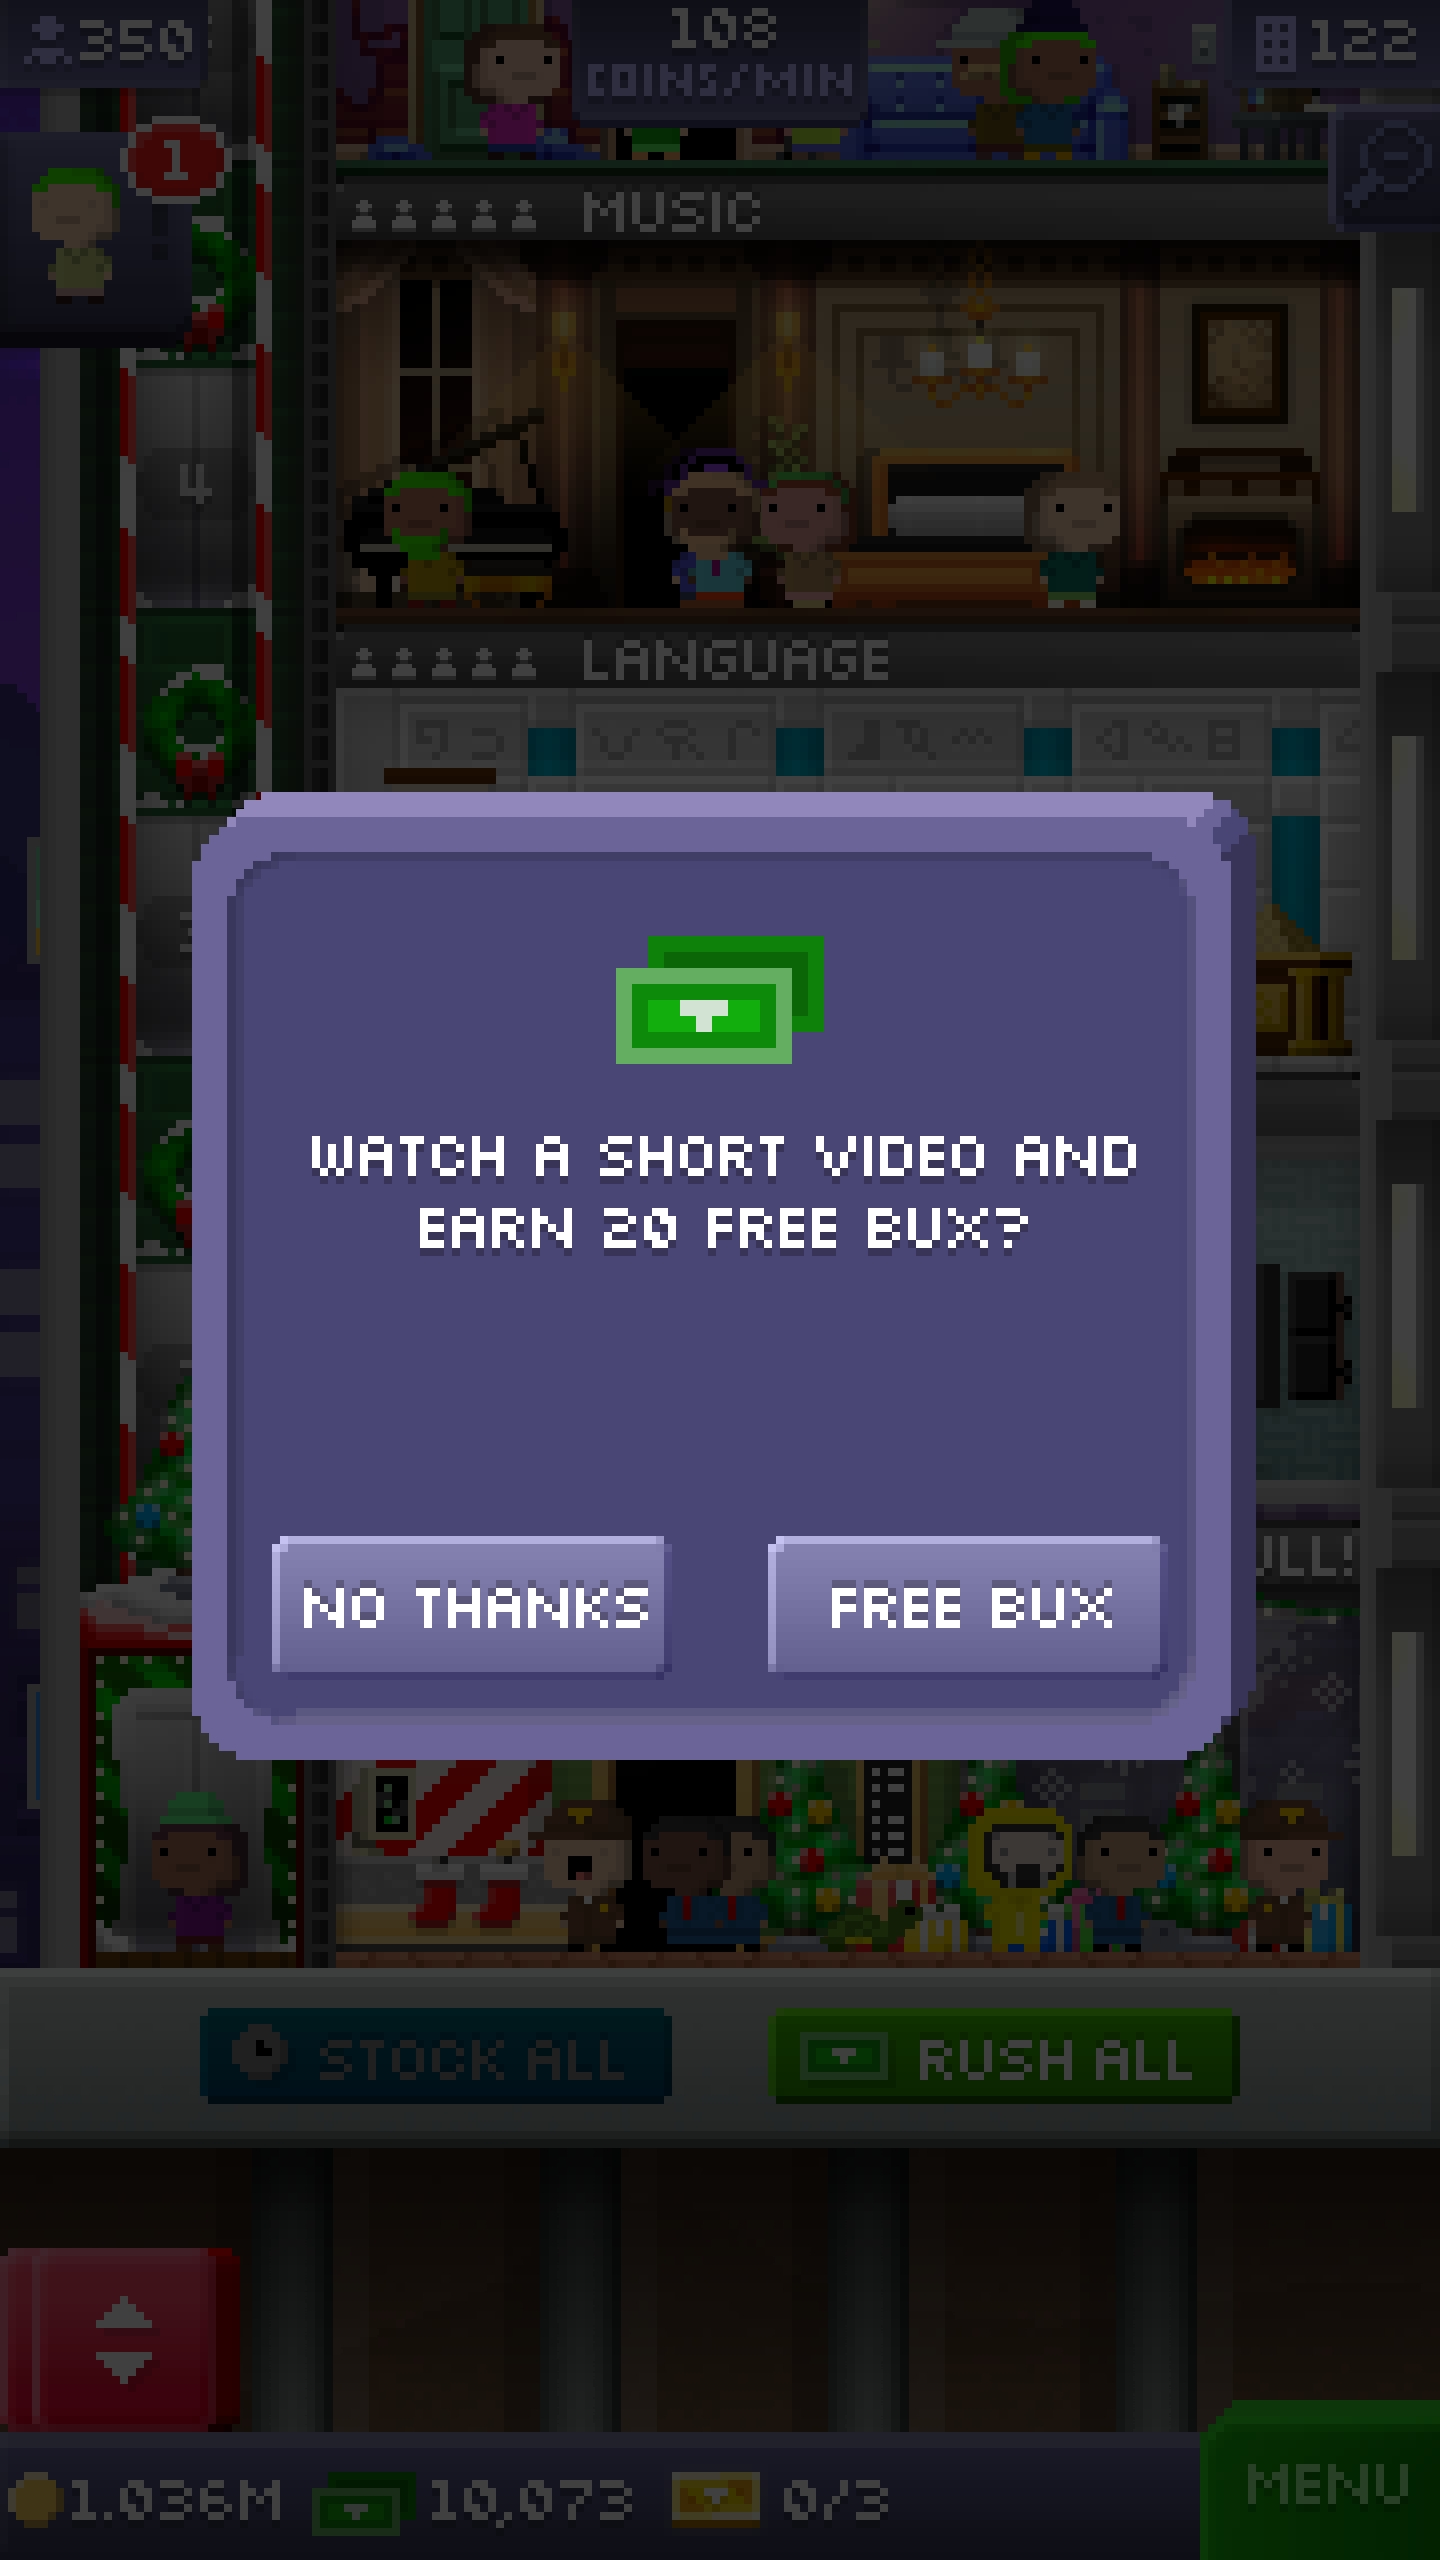 350
108
COINS/MIN
122
1
MUSIC
4
LANGUAGE
WATCH A SHORT VIDEO AND
EARN 20 FREE BUX?
NO THANKS
FREE BUX
STOCK ALL
RUSH ALL
1.036M
10,073
0/3
MENU